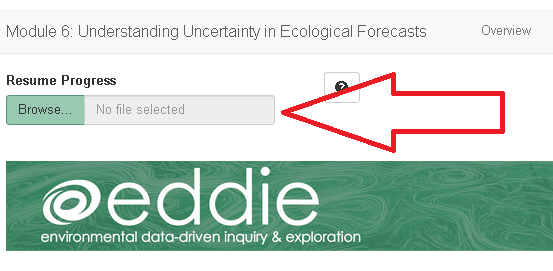 Module 6: Understanding Uncertainty in Ecological Forecasts Overview
Resume Progress
Browse... No file selected
eddie
environmental data-driven inquiry & exploration